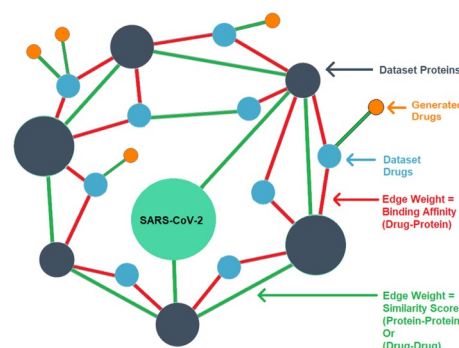 Dataset Proteins
Generated
Drugs
Dataset
Drugs
SARS-CoV-2
Edge Weight =
Binding Affinity
(Drug-Protein)
Edge Weight =
Similarity Score
(Protein-Protein
Or
(Drug-Drug)